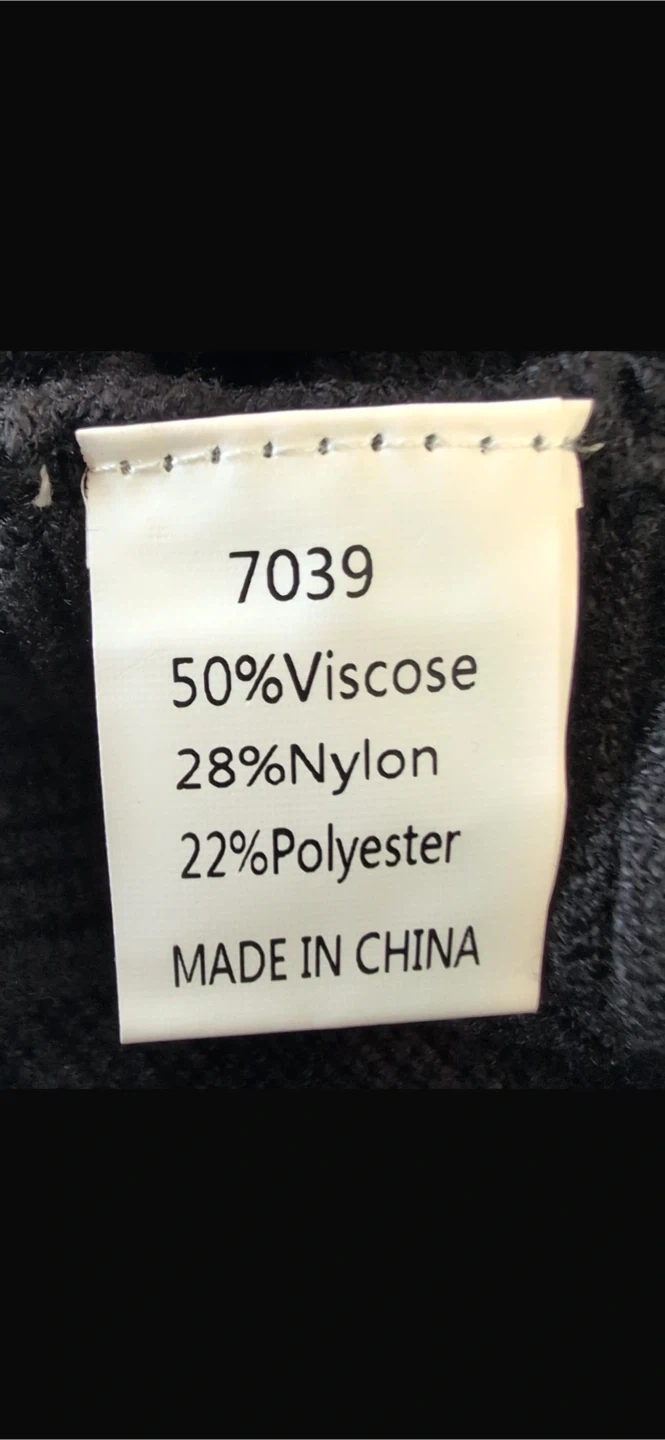 7039
50%Viscose
28%Nylon
22%Polyester
MADE IN CHINA